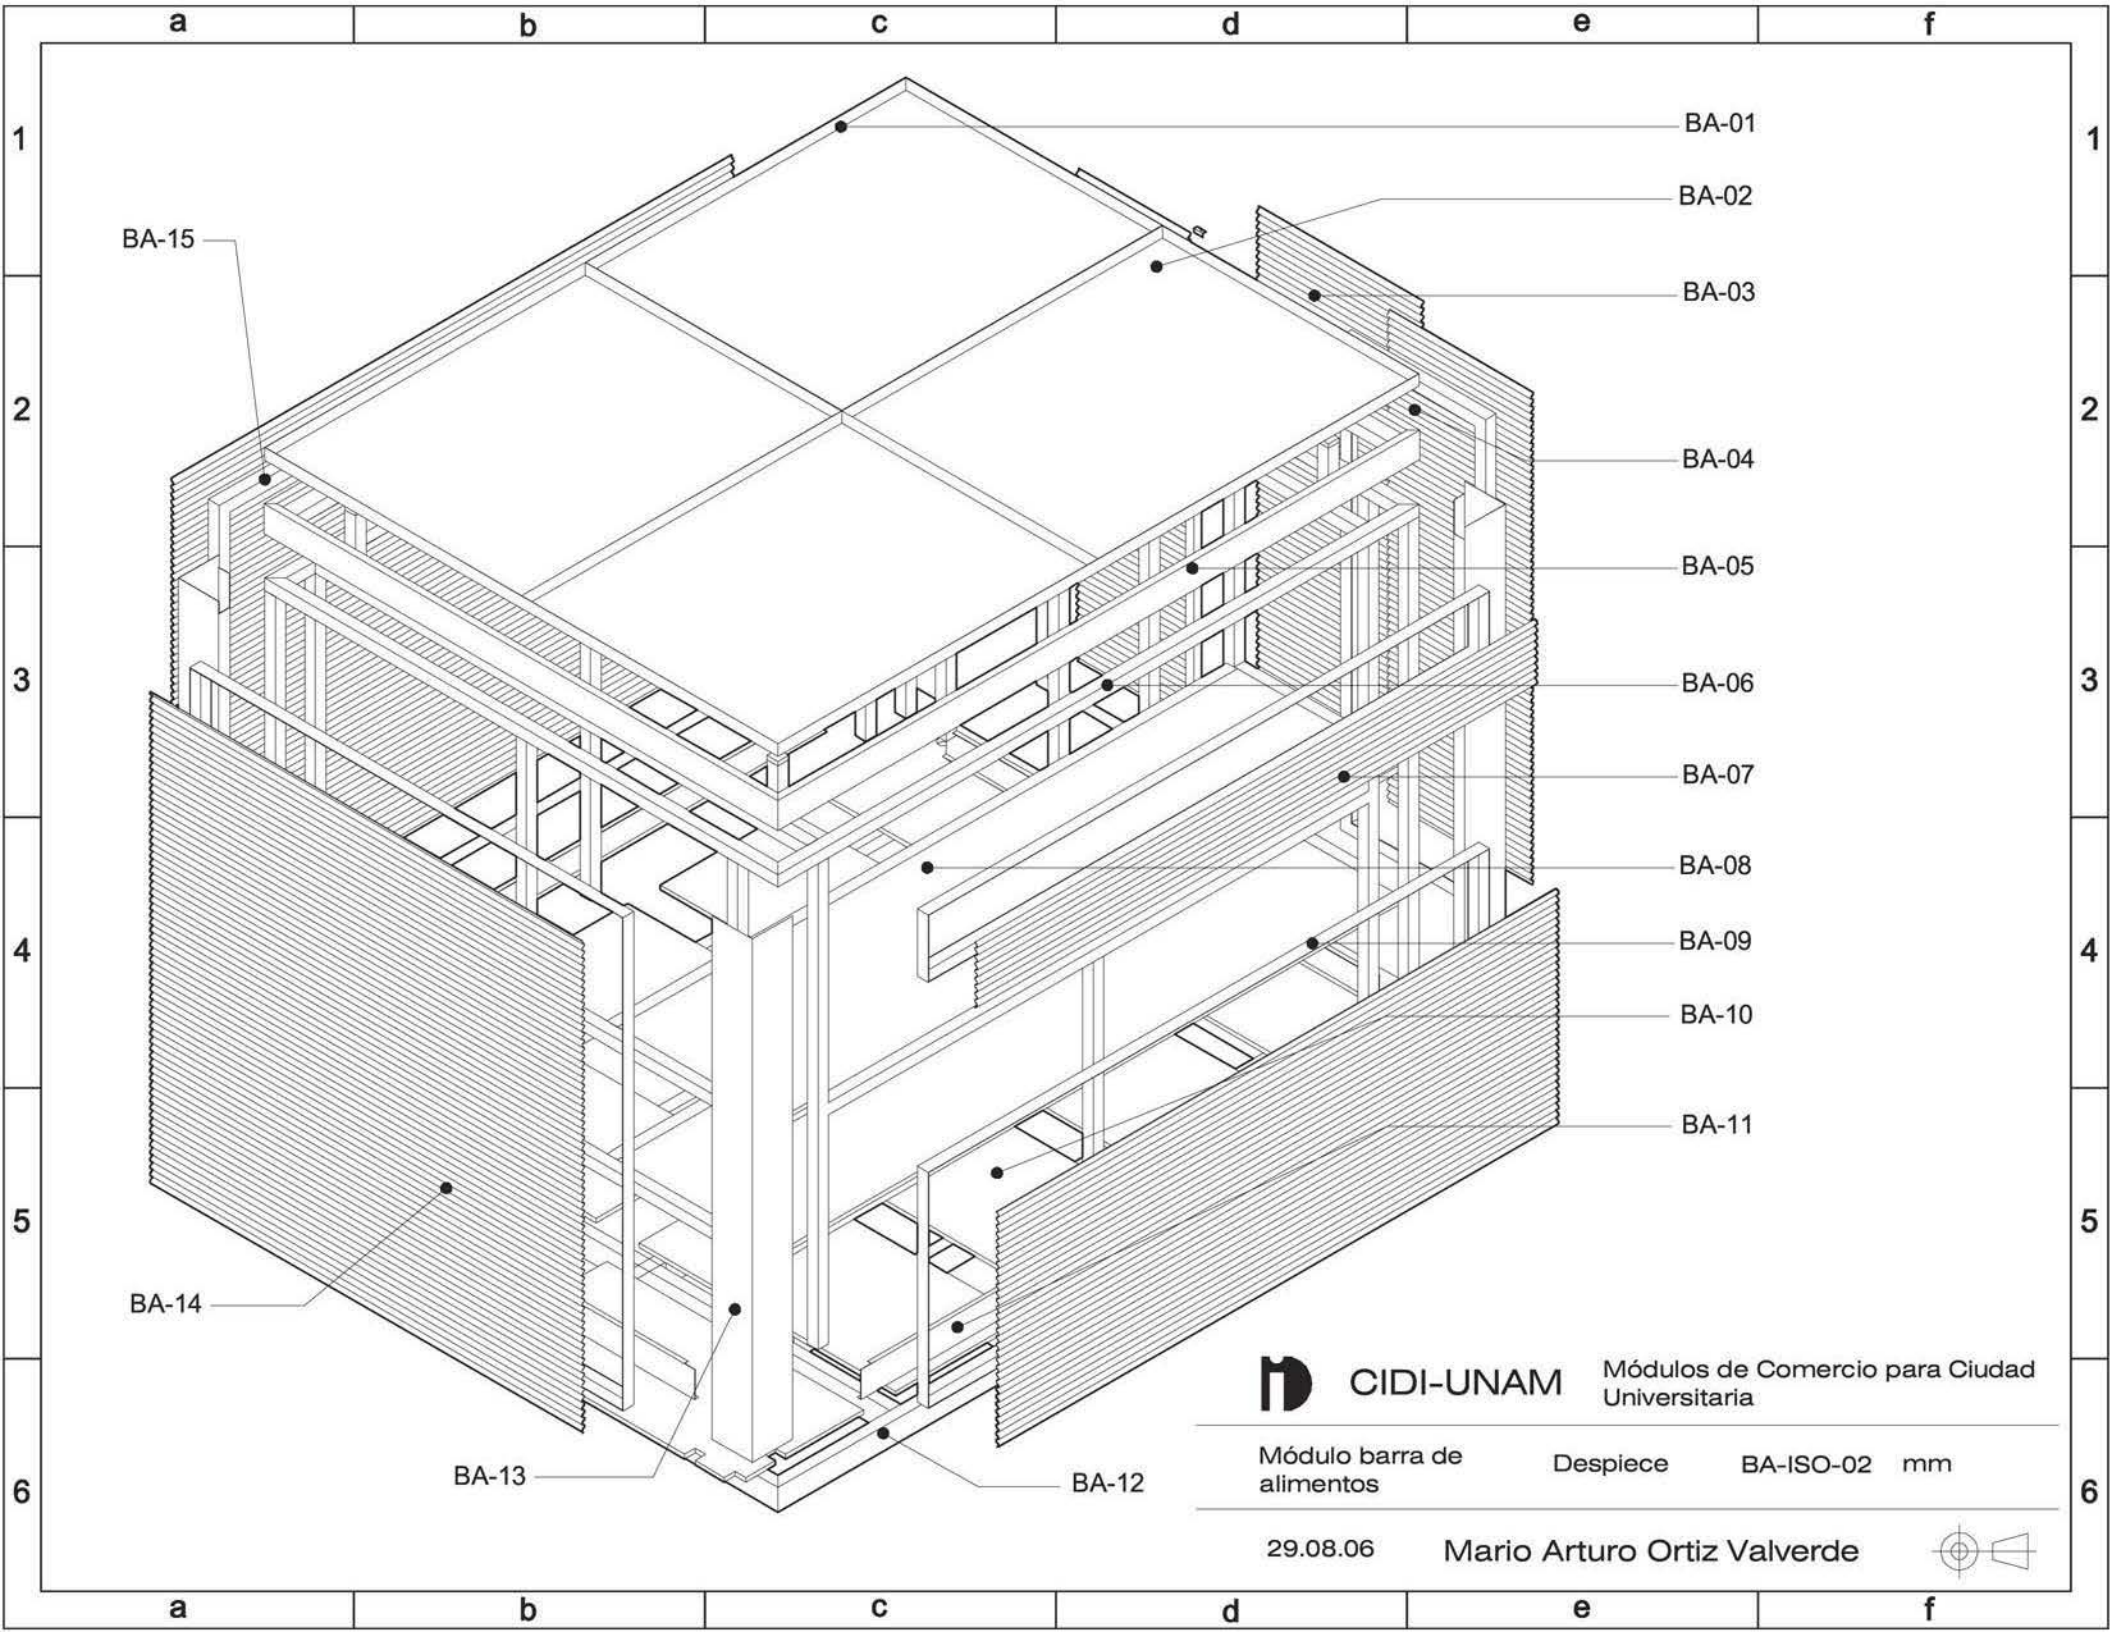 a b c d e f
1 1
BA-01
BA-02
BA-15
BA-03
2 2
BA-04
BA-05
3 3
BA-06
BA-07
BA-08
BA-09
4 4
BA-10
BA-11
5 5
BA-14
CIDI-UNAM
Módulos de Comercio para Ciudad
Universitaria
BA-13
BA-12
Módulo barra de
alimentos
Despiece BA-ISO-02 mm
6 6
29.08.06 Mario Arturo Ortiz Valverde
a b c d e f